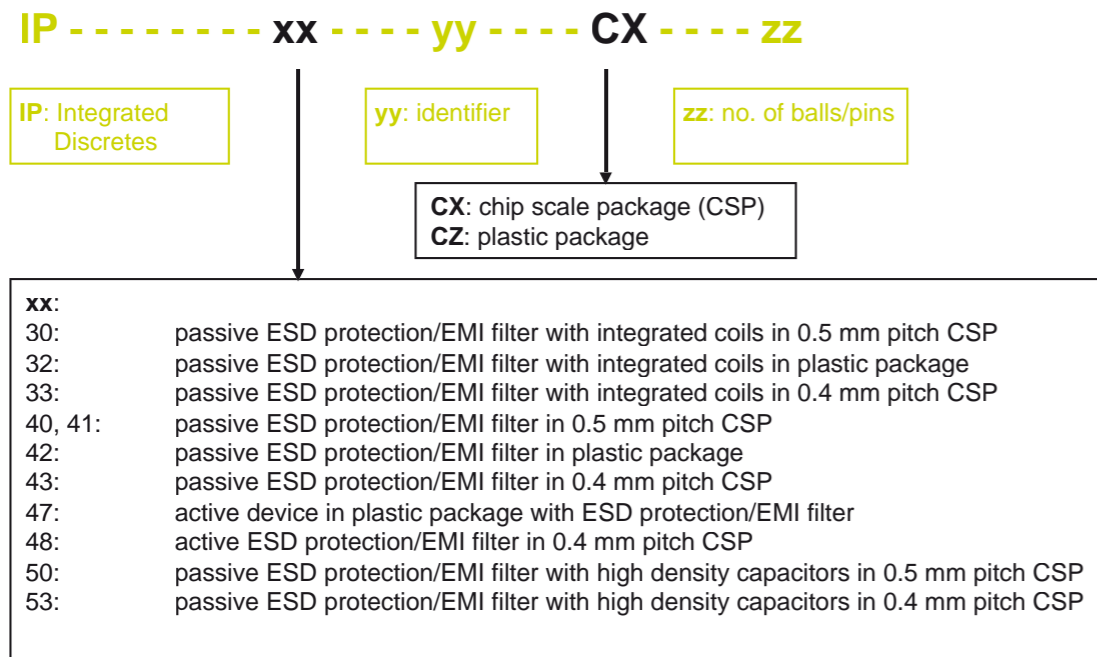 IP - - - - - - - - xx - - - - yy - - - - CX - - - - zz
IP: Integrated
Discretes
yy: identifier
zz: no. of balls/pins
CX: chip scale package (CSP)
CZ: plastic package
xx:
30: passive ESD protection/EMI filter with integrated coils in 0.5 mm pitch CSP
32: passive ESD protection/EMI filter with integrated coils in plastic package
33: passive ESD protection/EMI filter with integrated coils in 0.4 mm pitch CSP
40, 41: passive ESD protection/EMI filter in 0.5 mm pitch CSP
42: passive ESD protection/EMI filter in plastic package
43: passive ESD protection/EMI filter in 0.4 mm pitch CSP
47: active device in plastic package with ESD protection/EMI filter
48: active ESD protection/EMI filter in 0.4 mm pitch CSP
50: passive ESD protection/EMI filter with high density capacitors in 0.5 mm pitch CSP
53: passive ESD protection/EMI filter with high density capacitors in 0.4 mm pitch CSP